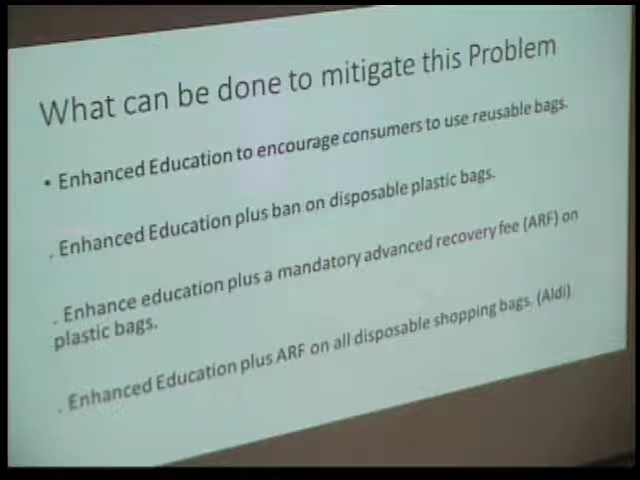 What can be done to mitigate this Problem
• Enhanced Education to encourage consumers to use reusable bags.
. Enhanced Education plus ban on disposable plastic bags.
. Enhance education plus a mandatory advanced recovery fee (ARF) on
plastic bags.
. Enhanced Education plus ARF on all disposable shopping bags. (Aldi)